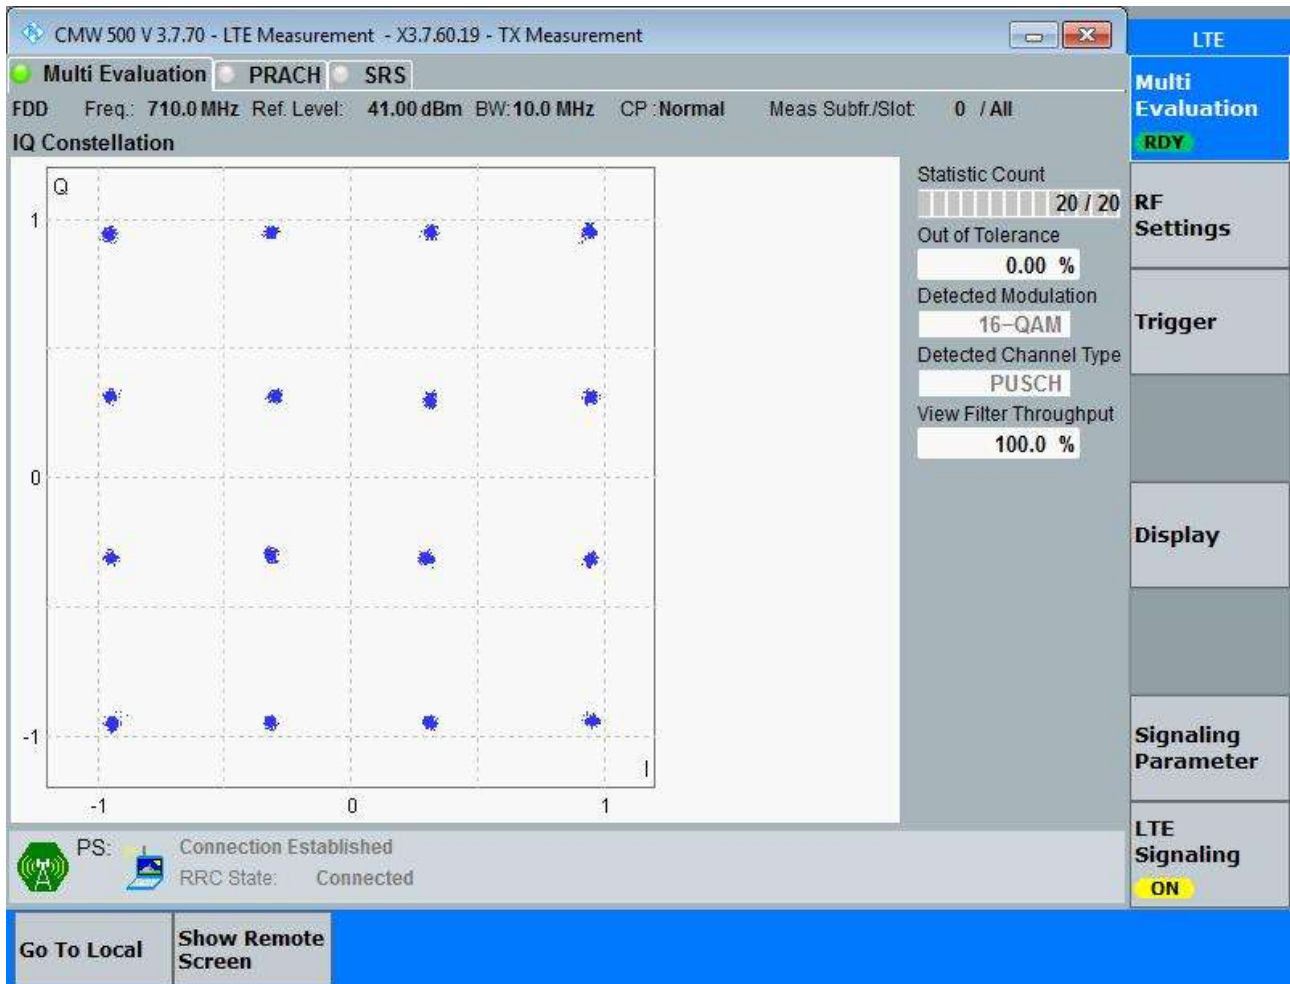 CMW 500 V 3.7.70 - LTE Measurement - X3.7.60.19 - TX Measurement
LTE
Multi Evaluation PRACH SRS
FDD Freq.: 710.0 MHz Ref. Level: 41.00 dBm BW: 10.0 MHz CP : Normal Meas Subfr./Slot: 0 / All
IQ Constellation
Q
1
0
-1
I
-1 0 1
Statistic Count
20 / 20
Out of Tolerance
0.00 %
Detected Modulation
16-QAM
Detected Channel Type
PUSCH
View Filter Throughput
100.0 %
Multi
Evaluation
RDY
RF
Settings
Trigger
Display
Signaling
Parameter
LTE
Signaling
ON
PS: Connection Established
RRC State: Connected
Go To Local
Show Remote
Screen